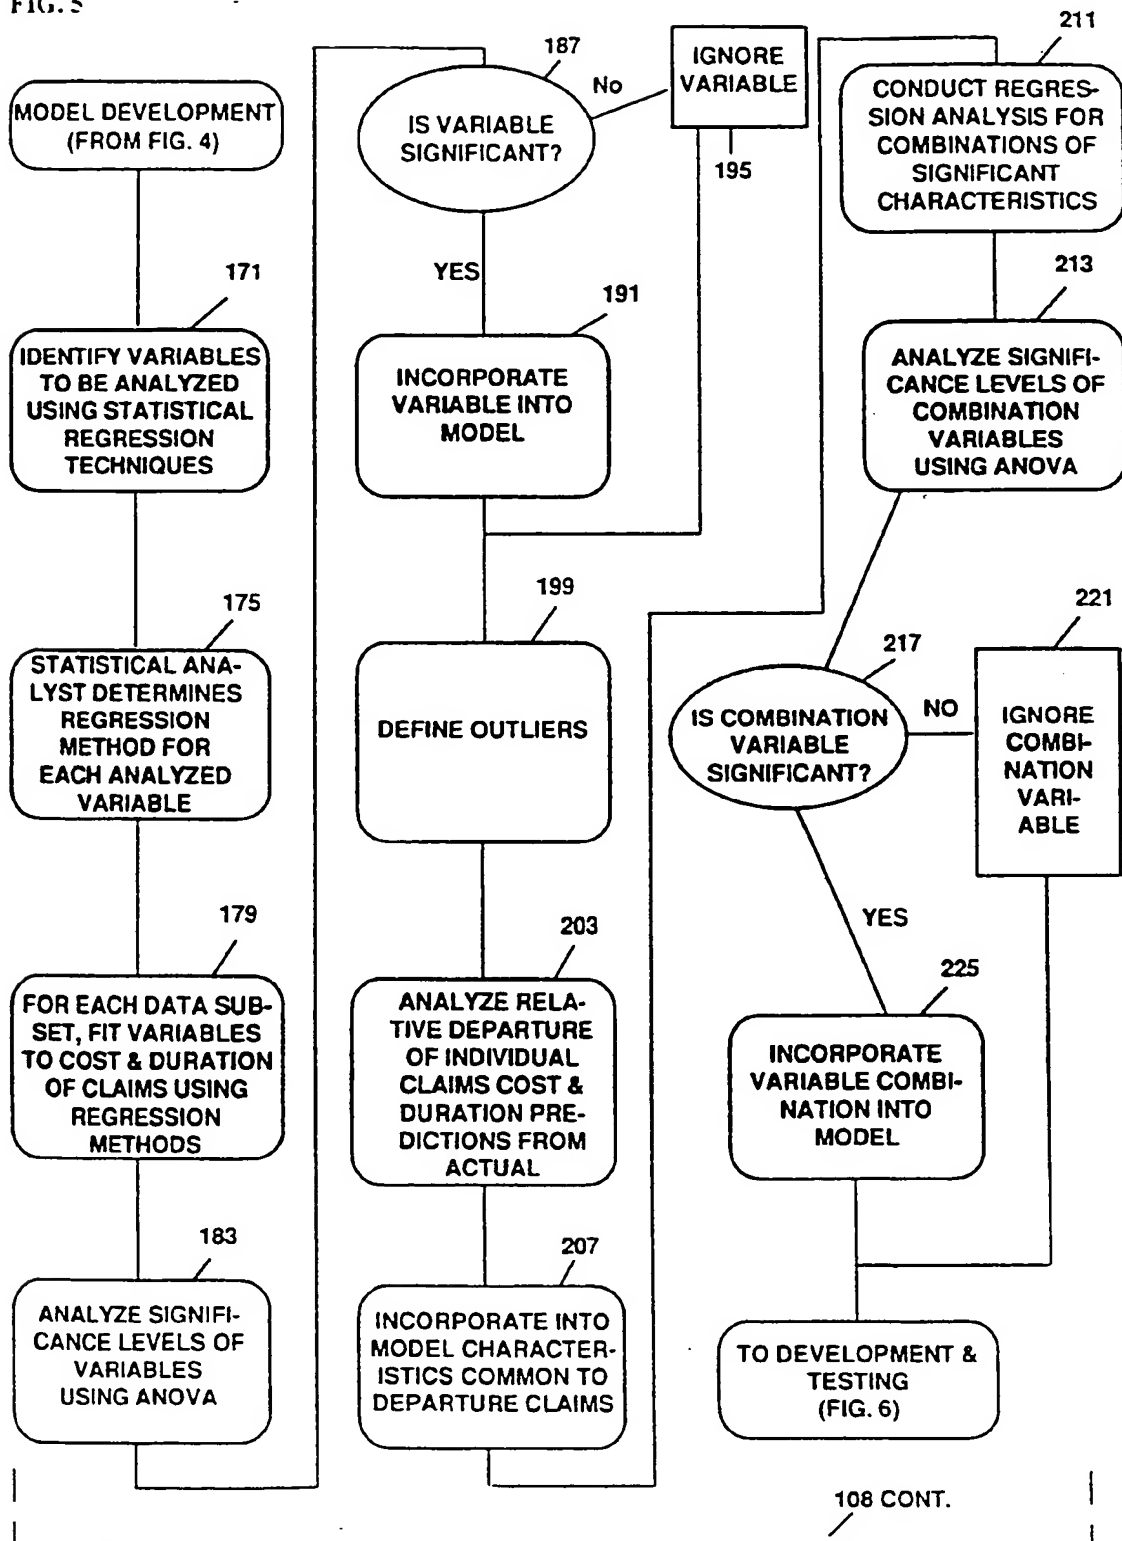 FIG. 5
MODEL DEVELOPMENT
(FROM FIG. 4)
171
IDENTIFY VARIABLES
TO BE ANALYZED
USING STATISTICAL
REGRESSION
TECHNIQUES
175
STATISTICAL ANA-
LYST DETERMINES
REGRESSION
METHOD FOR
EACH ANALYZED
VARIABLE
179
FOR EACH DATA SUB-
SET, FIT VARIABLES
TO COST & DURATION
OF CLAIMS USING
REGRESSION
METHODS
183
ANALYZE SIGNIFI-
CANCE LEVELS OF
VARIABLES
USING ANOVA
187
IS VARIABLE
SIGNIFICANT?
No
IGNORE
VARIABLE
195
YES
191
INCORPORATE
VARIABLE INTO
MODEL
199
DEFINE OUTLIERS
203
ANALYZE RELA-
TIVE DEPARTURE
OF INDIVIDUAL
CLAIMS COST &
DURATION PRE-
DICTIONS FROM
ACTUAL
207
INCORPORATE INTO
MODEL CHARACTER-
ISTICS COMMON TO
DEPARTURE CLAIMS
211
CONDUCT REGRES-
SION ANALYSIS FOR
COMBINATIONS OF
SIGNIFICANT
CHARACTERISTICS
213
ANALYZE SIGNIFI-
CANCE LEVELS OF
COMBINATION
VARIABLES
USING ANOVA
217
IS COMBINATION
VARIABLE
SIGNIFICANT?
NO
221
IGNORE
COMBI-
NATION
VARI-
ABLE
YES
225
INCORPORATE
VARIABLE COMBI-
NATION INTO
MODEL
TO DEVELOPMENT &
TESTING
(FIG. 6)
108 CONT.